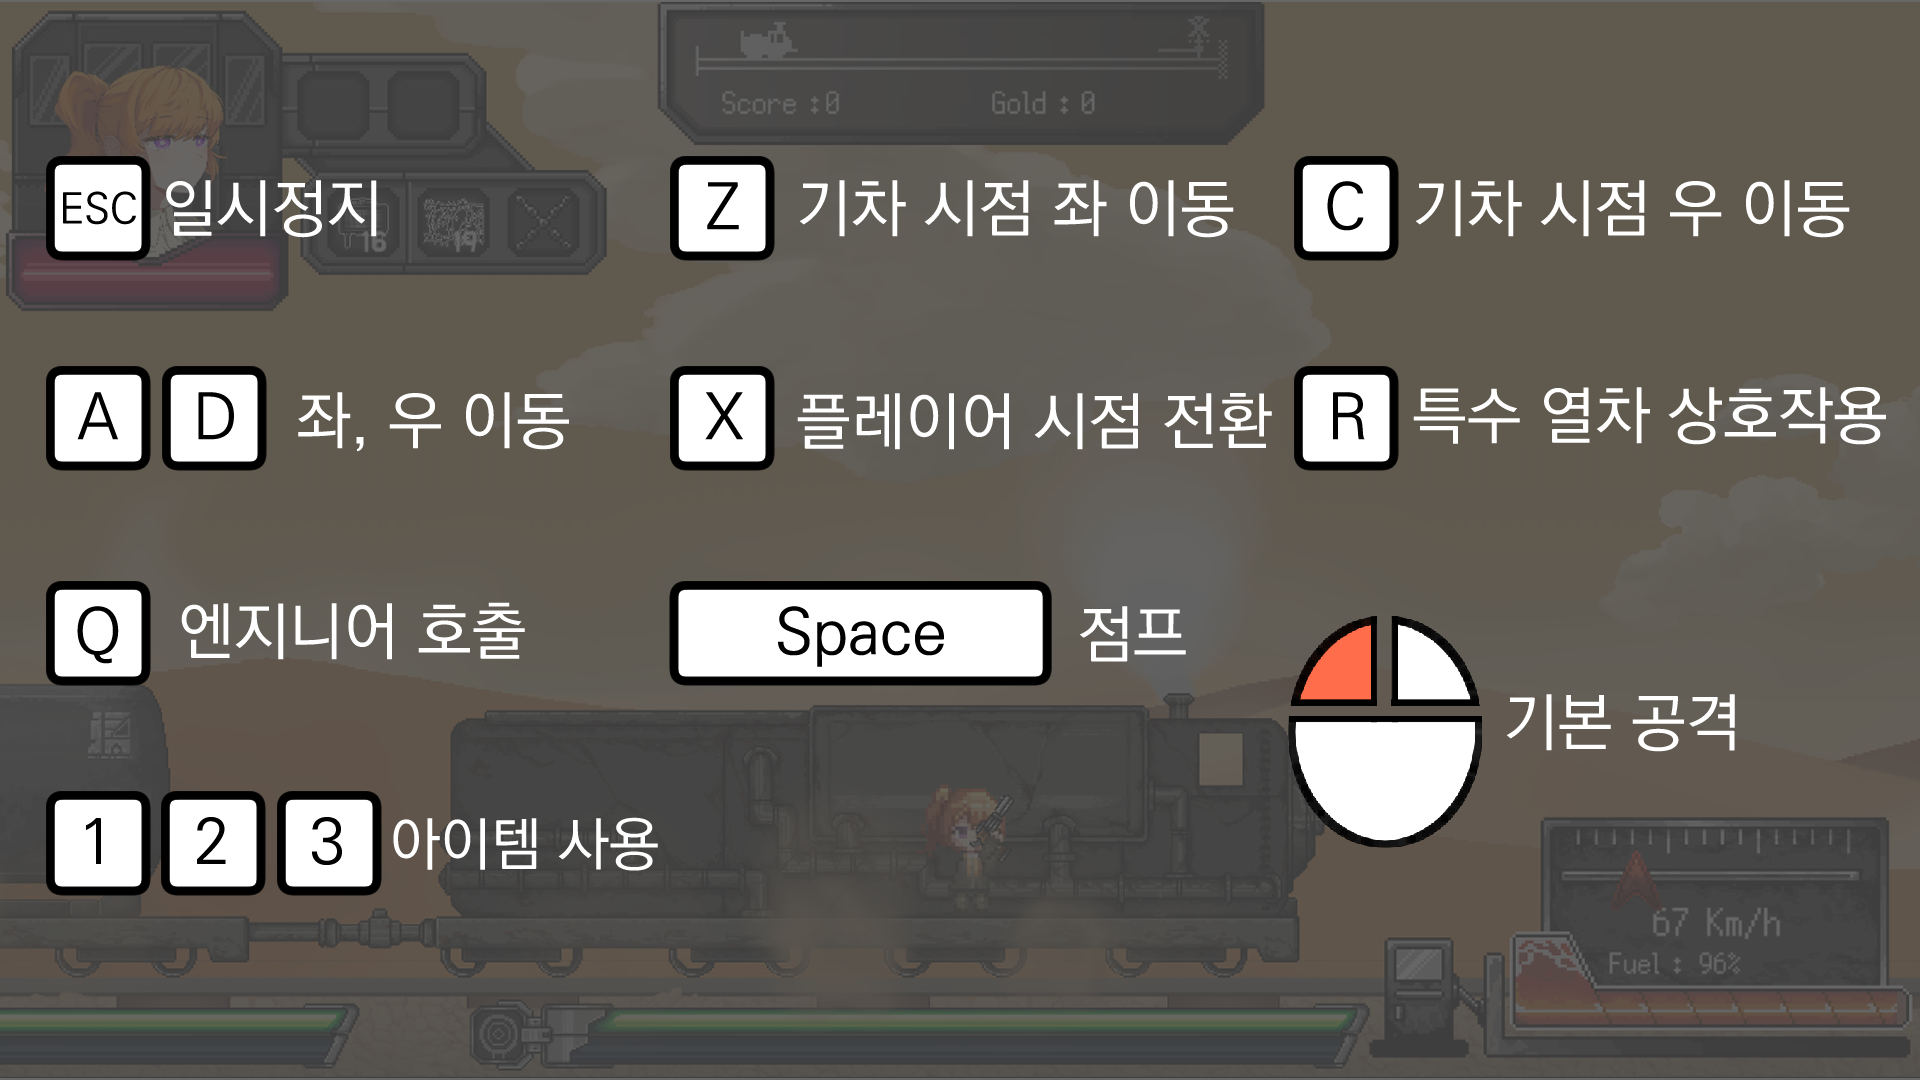 Score :0 Gold : 0
ESC 일시정지 Z 기차 시점 좌 이동 C 기차 시점 우 이동
16 19
A D 좌, 우 이동 X 플레이어 시점 전환 R 특수 열차 상호작용
Q 엔지니어 호출 Space 점프
기본 공격
1 2 3 아이템 사용
67 Km/h
Fuel : 96%